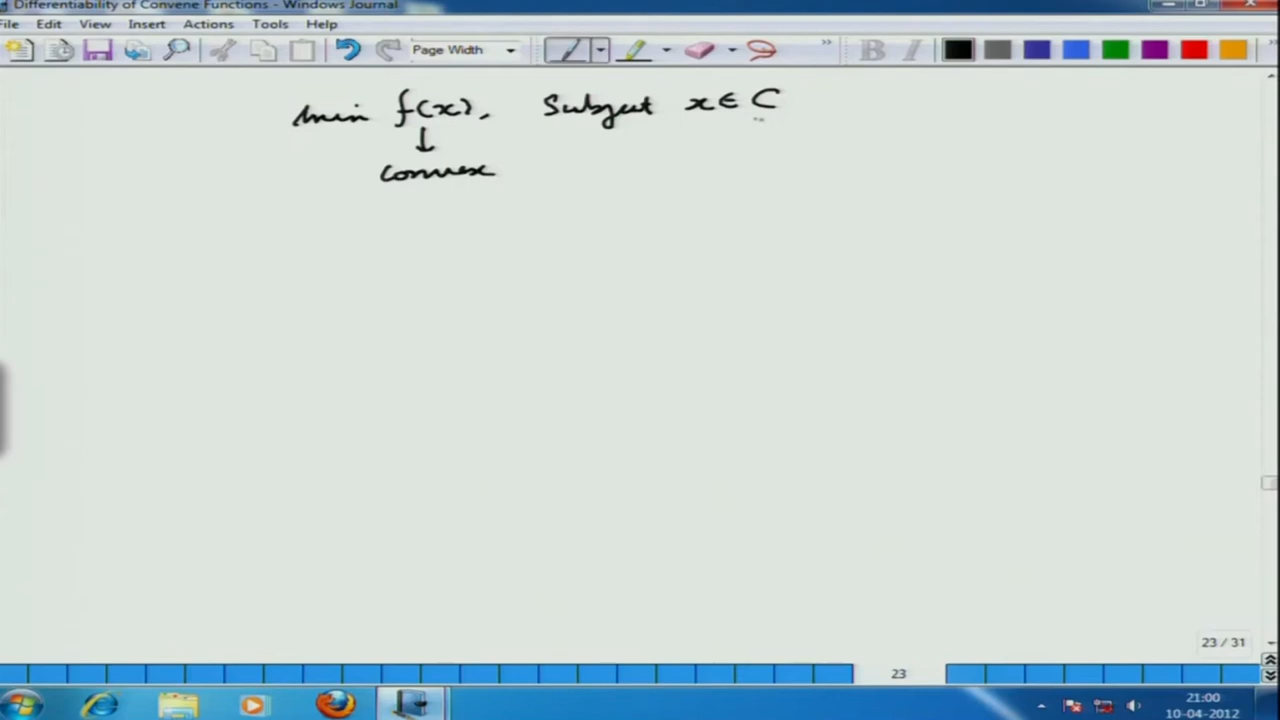 Differentiability of Convene Functions - Windows Journal
File Edit View Insert Actions Tools Help
Page Width B I
min f(x), Subject x ∈ C
↓
convex
23 / 31
23
21:00
10-04-2012